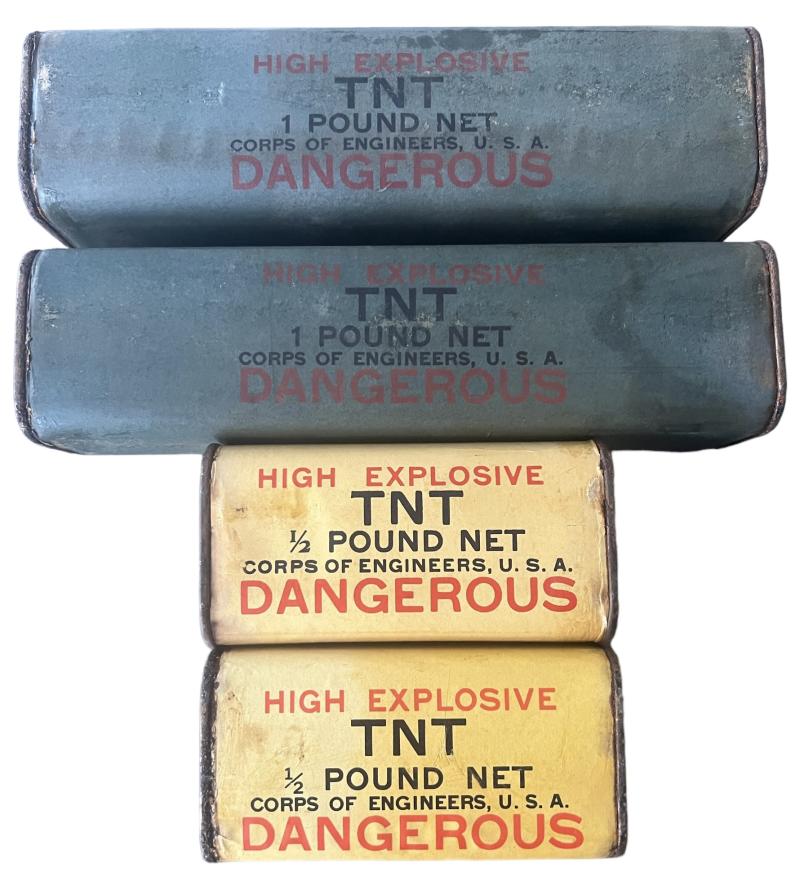 HIGH EXPLOSIVE
TNT
1 POUND NET
CORPS OF ENGINEERS, U. S. A.
DANGEROUS
HIGH EXPLOSIVE
TNT
1 POUND NET
CORPS OF ENGINEERS, U. S. A.
DANGEROUS
HIGH EXPLOSIVE
TNT
½ POUND NET
CORPS OF ENGINEERS, U. S. A.
DANGEROUS
HIGH EXPLOSIVE
TNT
½ POUND NET
CORPS OF ENGINEERS, U. S. A.
DANGEROUS